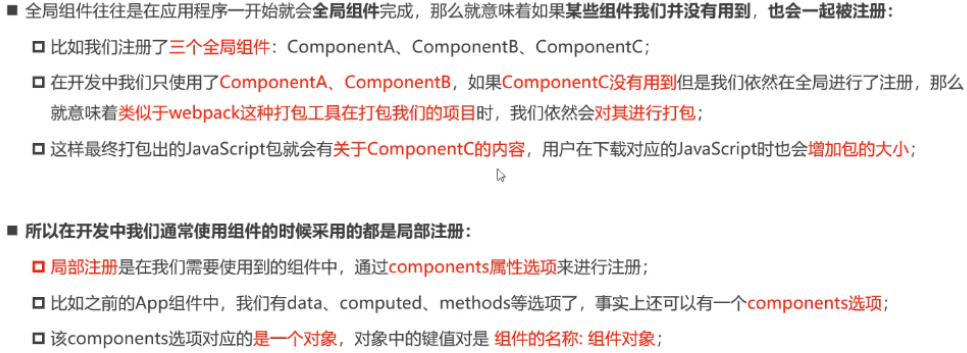 ■ 全局组件往往是在应用程序一开始就会全局组件完成，那么就意味着如果某些组件我们并没有用到，也会一起被注册：
比如我们注册了三个全局组件：ComponentA、ComponentB、ComponentC；
在开发中我们只使用了ComponentA、ComponentB，如果ComponentC没有用到但是我们依然在全局进行了注册，那么
就意味着类似于webpack这种打包工具在打包我们的项目时，我们依然会对其进行打包；
这样最终打包出的JavaScript包就会有关于ComponentC的内容，用户在下载对应的JavaScript时也会增加包的大小；
■ 所以在开发中我们通常使用组件的时候采用的都是局部注册：
局部注册是在我们需要使用到的组件中，通过components属性选项来进行注册；
比如之前的App组件中，我们有data、computed、methods等选项了，事实上还可以有一个components选项；
该components选项对应的是一个对象，对象中的键值对是 组件的名称: 组件对象；